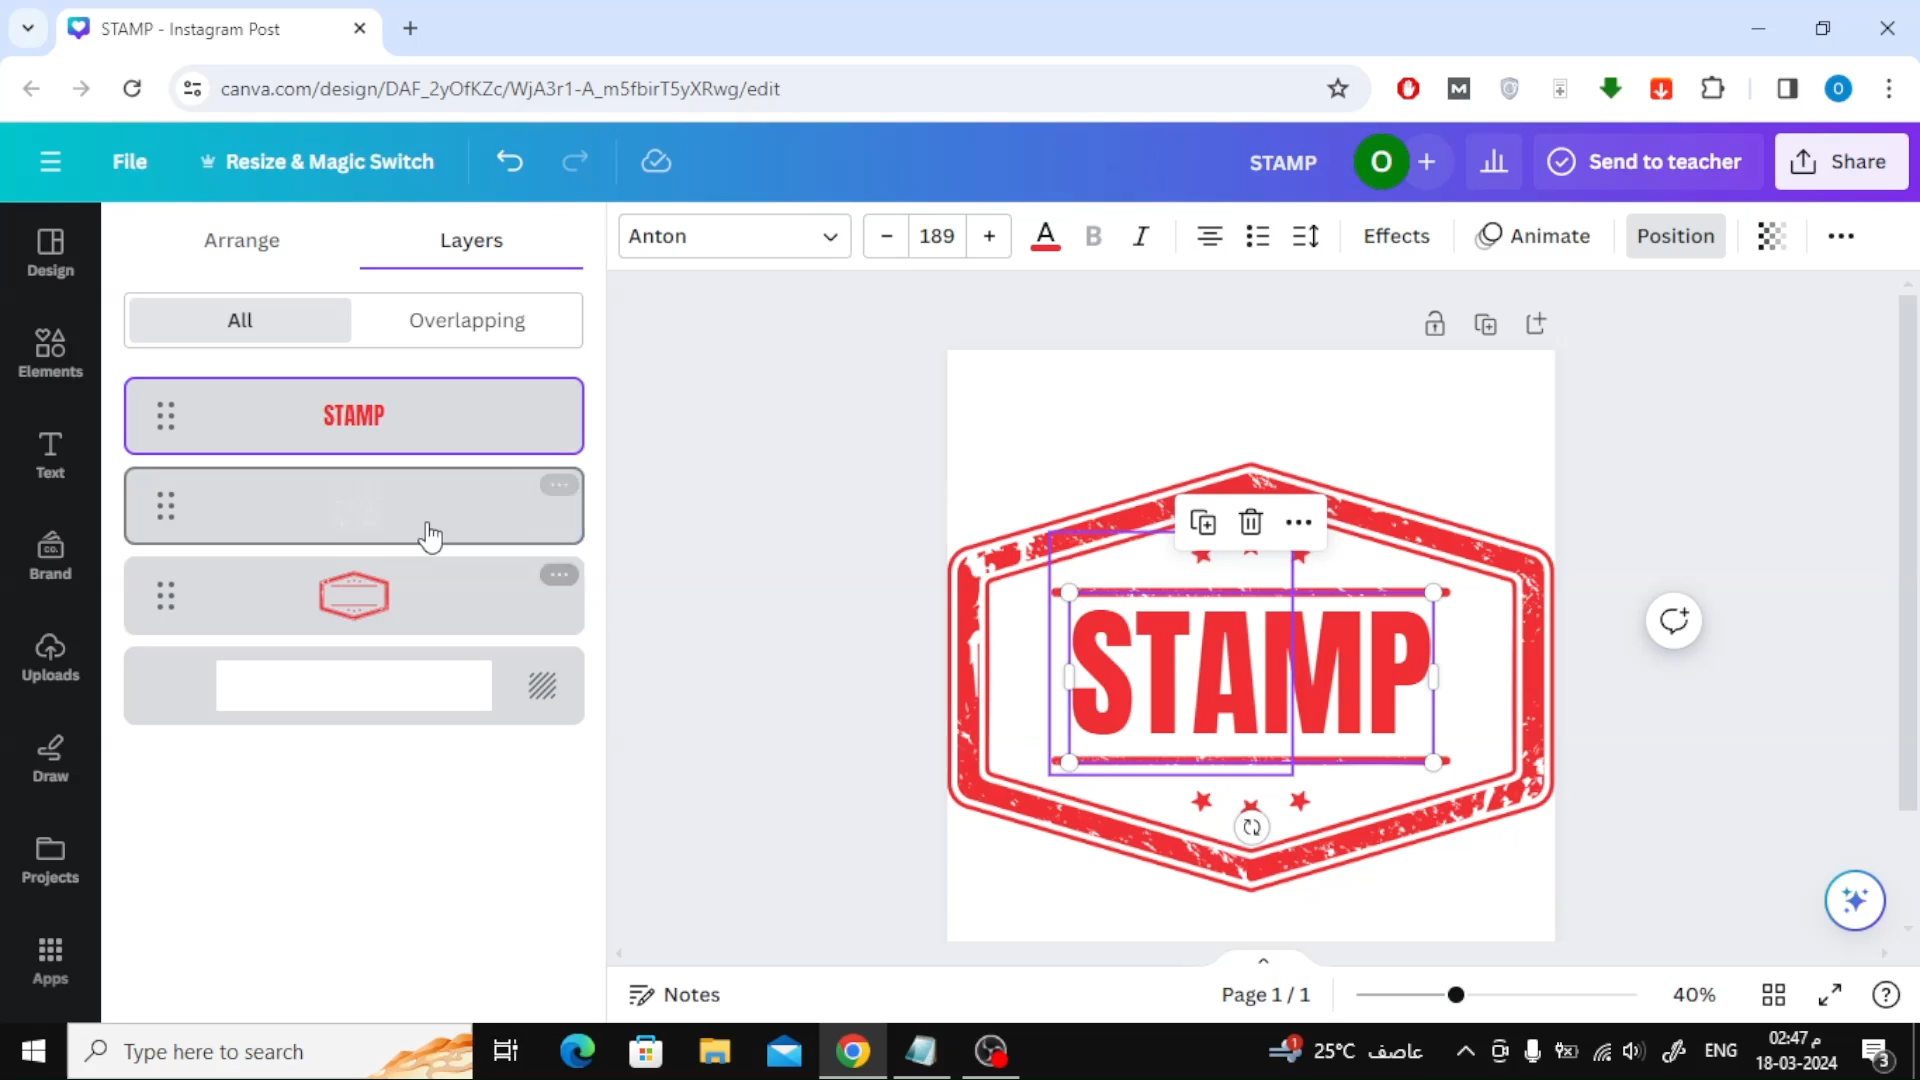 STAMP - Instagram Post
canva.com/design/DAF_2yOfKZc/WjA3r1-A_m5fbirT5yXRwg/edit
File
Resize & Magic Switch
STAMP
O
Send to teacher
Share
Design
Elements
Text
Brand
Uploads
Draw
Projects
Apps
Arrange
Layers
All
Overlapping
STAMP
Anton
189
Effects
Animate
Position
STAMP
Notes
Page 1 / 1
40%
Type here to search
25°C عاصف
ENG
02:47 م
18-03-2024
3